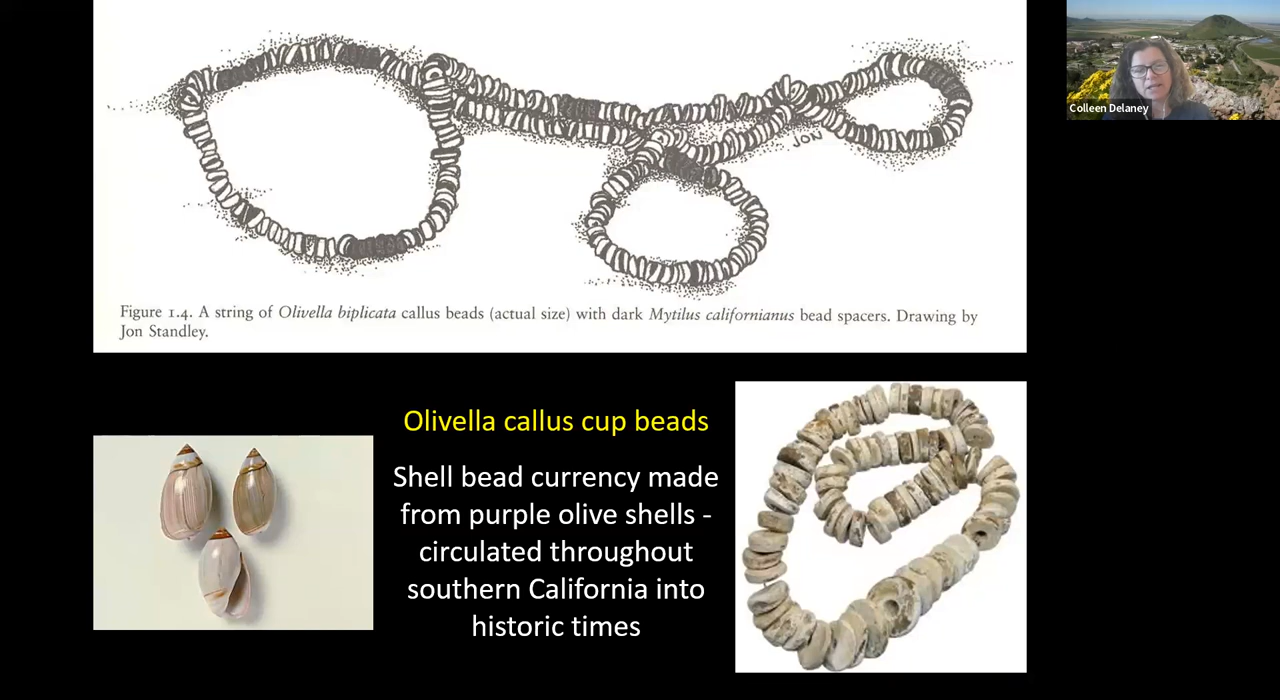 Colleen Delaney
JON
Figure 1.4. A string of Olivella biplicata callus beads (actual size) with dark Mytilus californianus bead spacers. Drawing by
Jon Standley.
Olivella callus cup beads
Shell bead currency made
from purple olive shells -
circulated throughout
southern California into
historic times